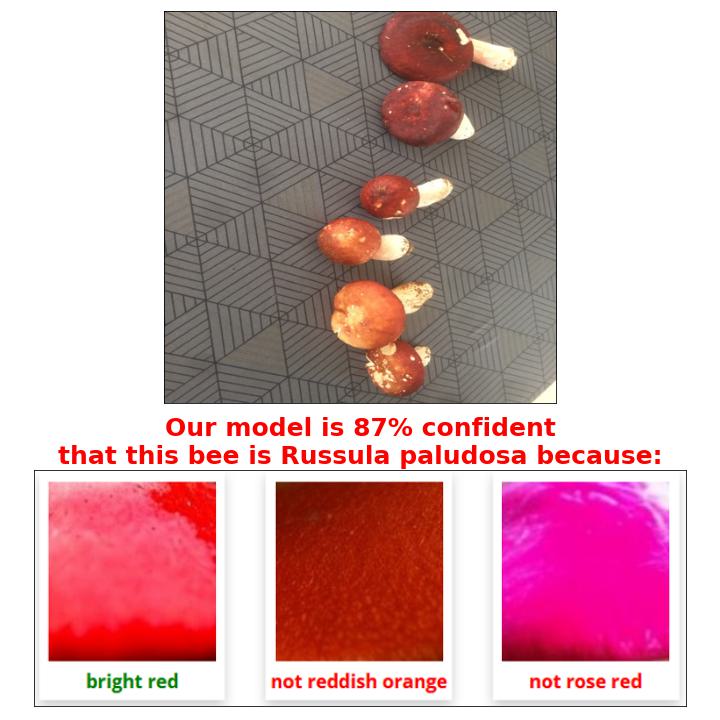 Our model is 87% confident
that this bee is Russula paludosa because:
bright red
not reddish orange
not rose red